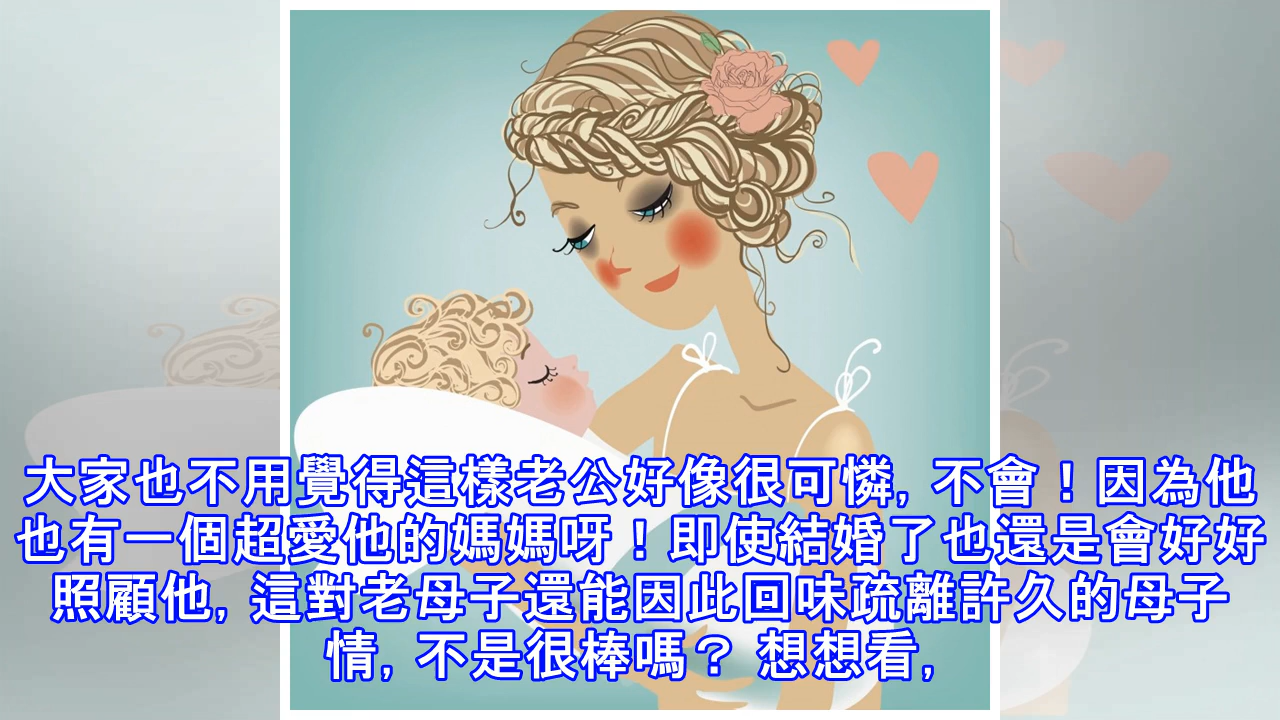 大家也不用覺得這樣老公好像很可憐, 不會！因為他
也有一個超愛他的媽媽呀！即使結婚了也還是會好好
照顧他, 這對老母子還能因此回味疏離許久的母子
情, 不是很棒嗎？ 想想看,